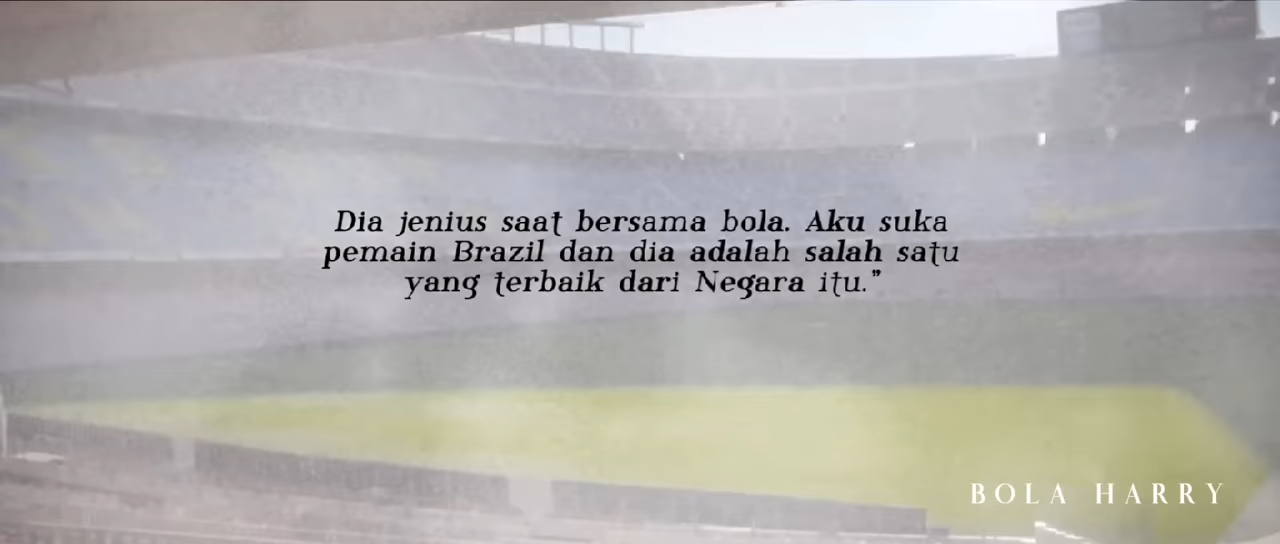 Dia jenius saat bersama bola. Aku suka
pemain Brazil dan dia adalah salah satu
yang terbaik dari Negara itu.”
BOLA HARRY